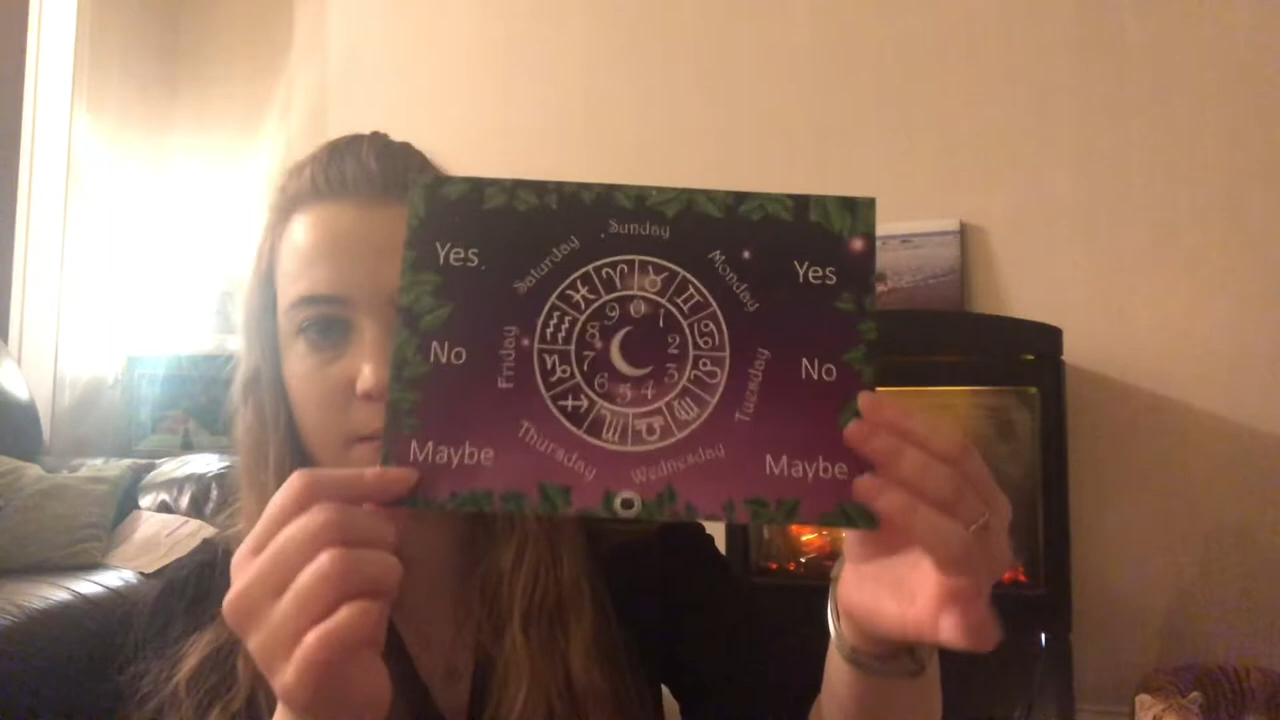 Sunday
Saturday
Monday
Yes
Yes
9 0 1
8 2
7 3
6 5 4
Friday
Tuesday
No
No
Thursday
Wednesday
Maybe
Maybe